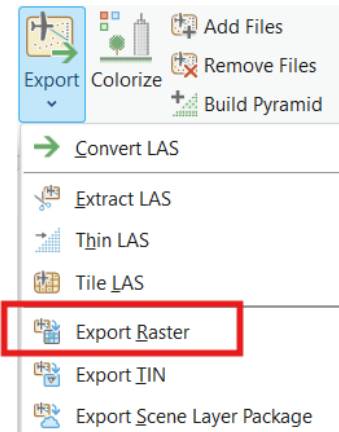 Export
Colorize
Add Files
Remove Files
Build Pyramid
Convert LAS
Extract LAS
Thin LAS
Tile LAS
Export Raster
Export TIN
Export Scene Layer Package